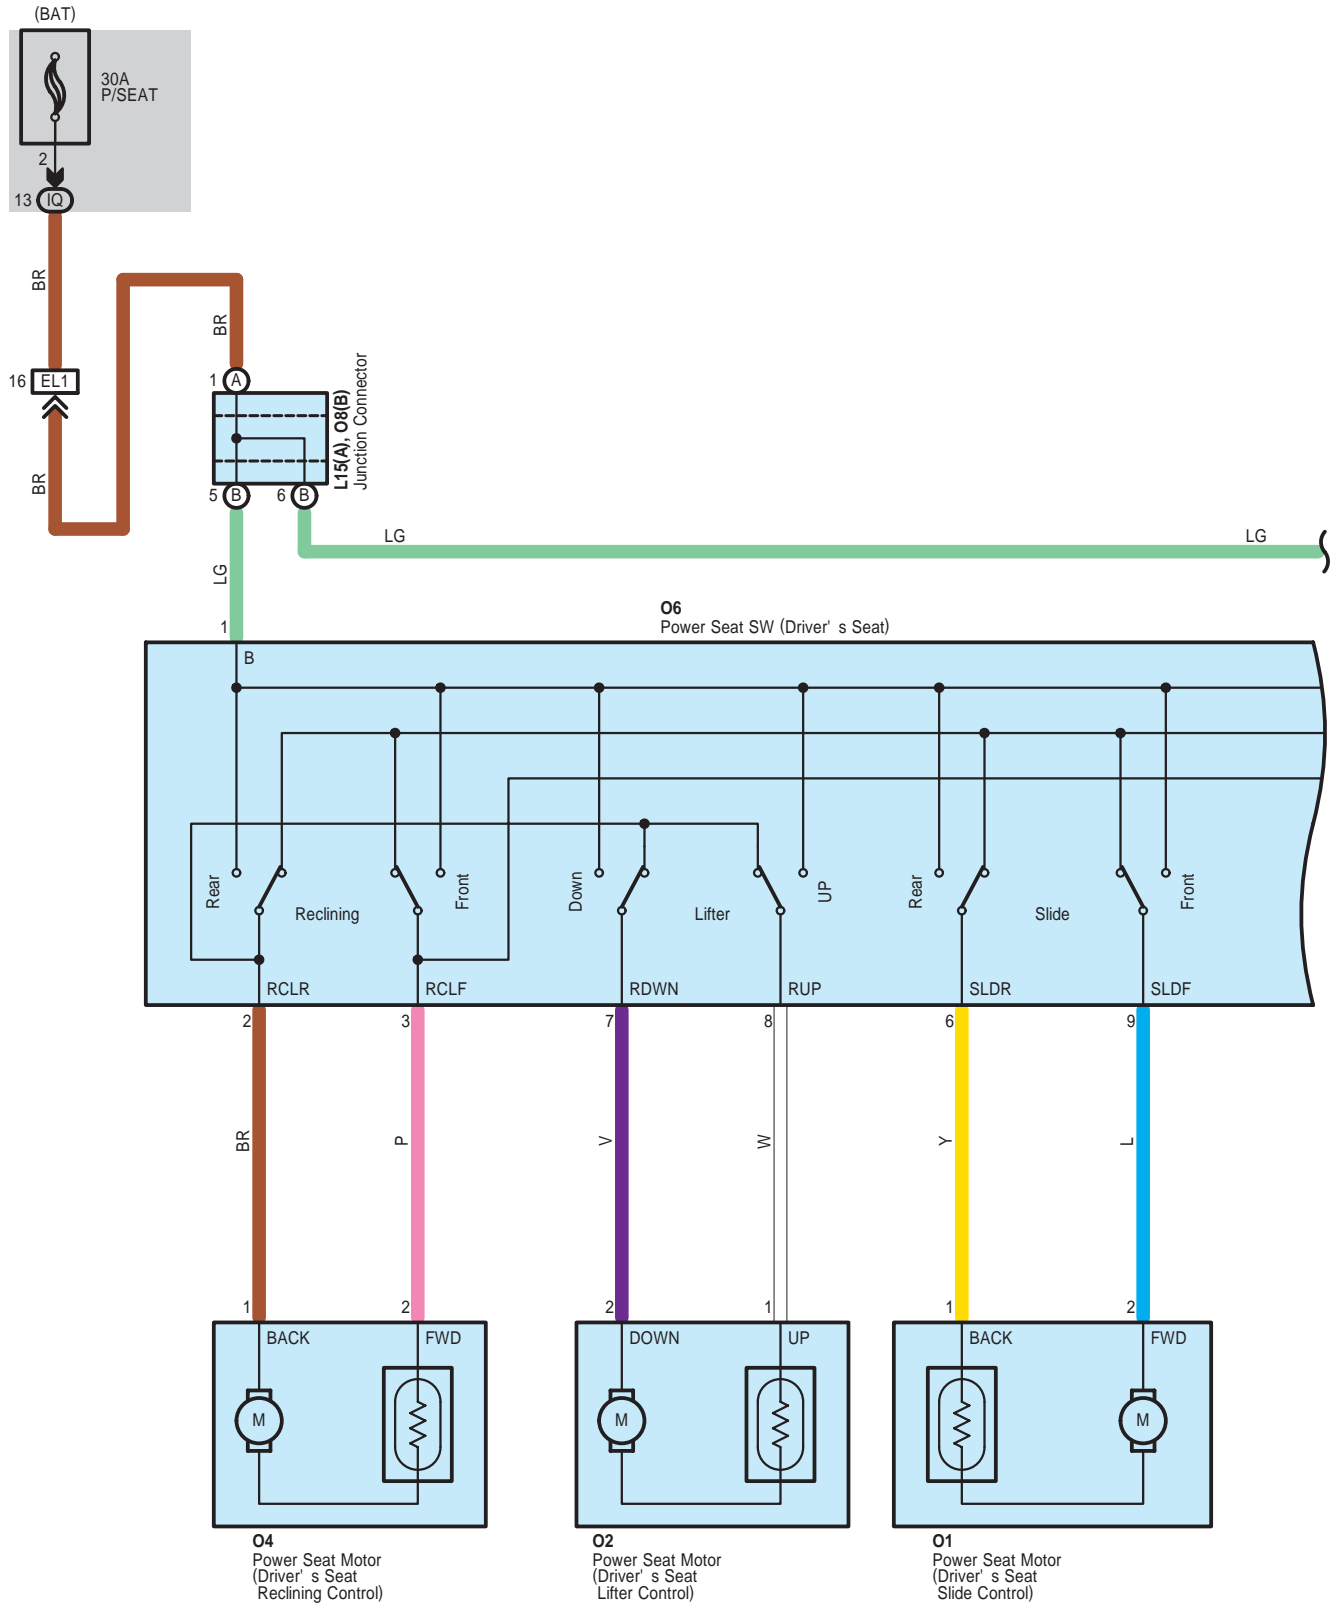 (BAT)
30A
P/SEAT
2
13 IQ
BR
BR
16 EL1
1 A
L15(A), O8(B)
Junction Connector
BR
5 B 6 B
LG LG
LG
O6
Power Seat SW (Driver' s Seat)
1
B
Rear Reclining Front Down Lifter UP Rear Slide Front
RCLR RCLF RDWN RUP SLDR SLDF
2 3 7 8 6 9
BR P V W Y L
1 2 2 1 1 2
BACK FWD DOWN UP BACK FWD
M M M
O4
Power Seat Motor
(Driver' s Seat
Reclining Control)
O2
Power Seat Motor
(Driver' s Seat
Lifter Control)
O1
Power Seat Motor
(Driver' s Seat
Slide Control)